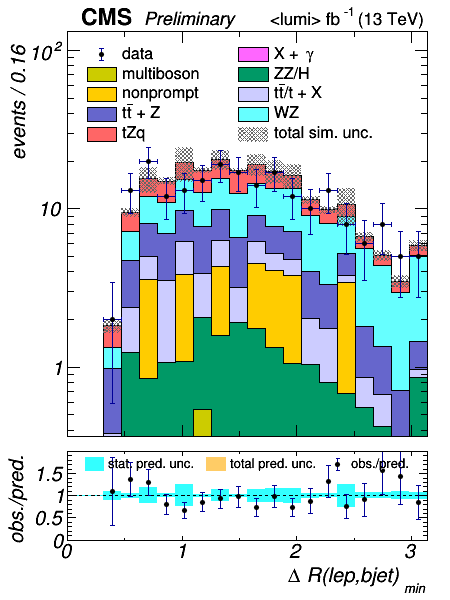 CMS Preliminary <lumi> fb⁻¹ (13 TeV)
events / 0.16
10²
10
1
data
multiboson
nonprompt
tt̄ + Z
tZq
X + γ
ZZ/H
tt̄/t + X
WZ
total sim. unc.
obs./pred.
1.5
1
0.5
0
stat. pred. unc. total pred. unc. obs./pred.
0 1 2 3
Δ R(lep,bjet)min